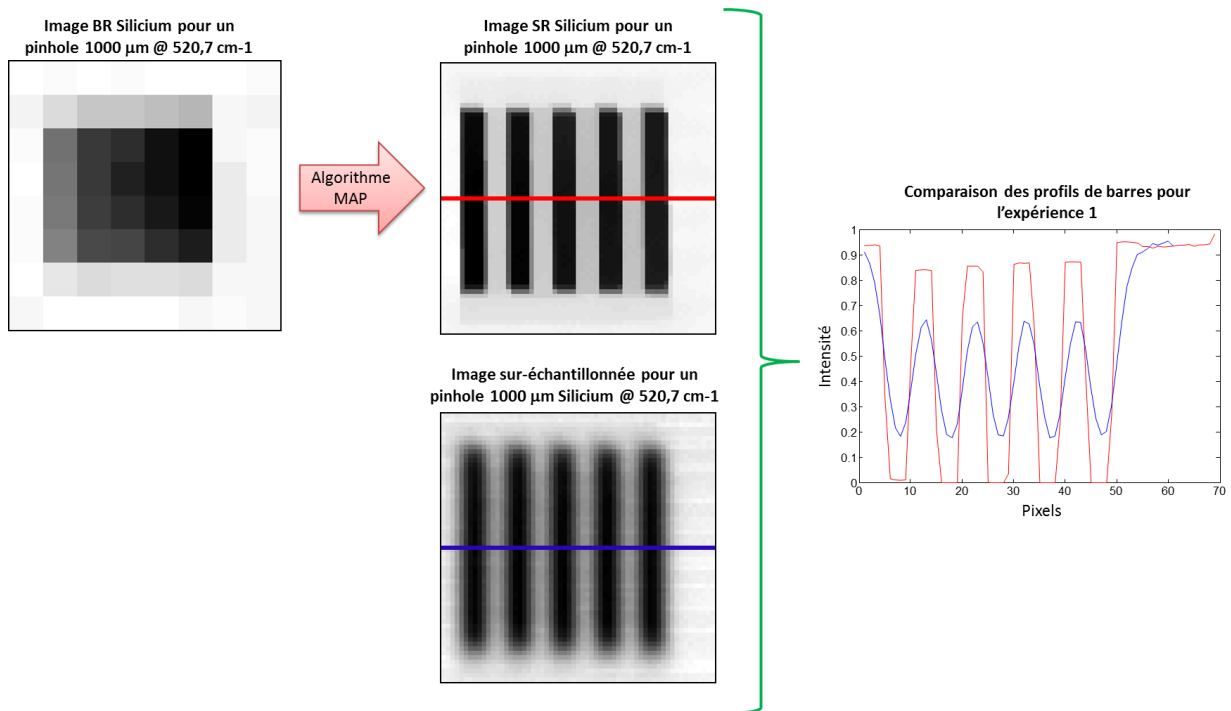 Image BR Silicium pour un
pinhole 1000 µm @ 520,7 cm-1
Image SR Silicium pour un
pinhole 1000 µm @ 520,7 cm-1
Algorithme
MAP
Image sur-échantillonnée pour un
pinhole 1000 µm Silicium @ 520,7 cm-1
Comparaison des profils de barres pour
l'expérience 1
1
0.9
0.8
0.7
0.6
0.5
0.4
0.3
0.2
0.1
0
Intensité
0 10 20 30 40 50 60 70
Pixels